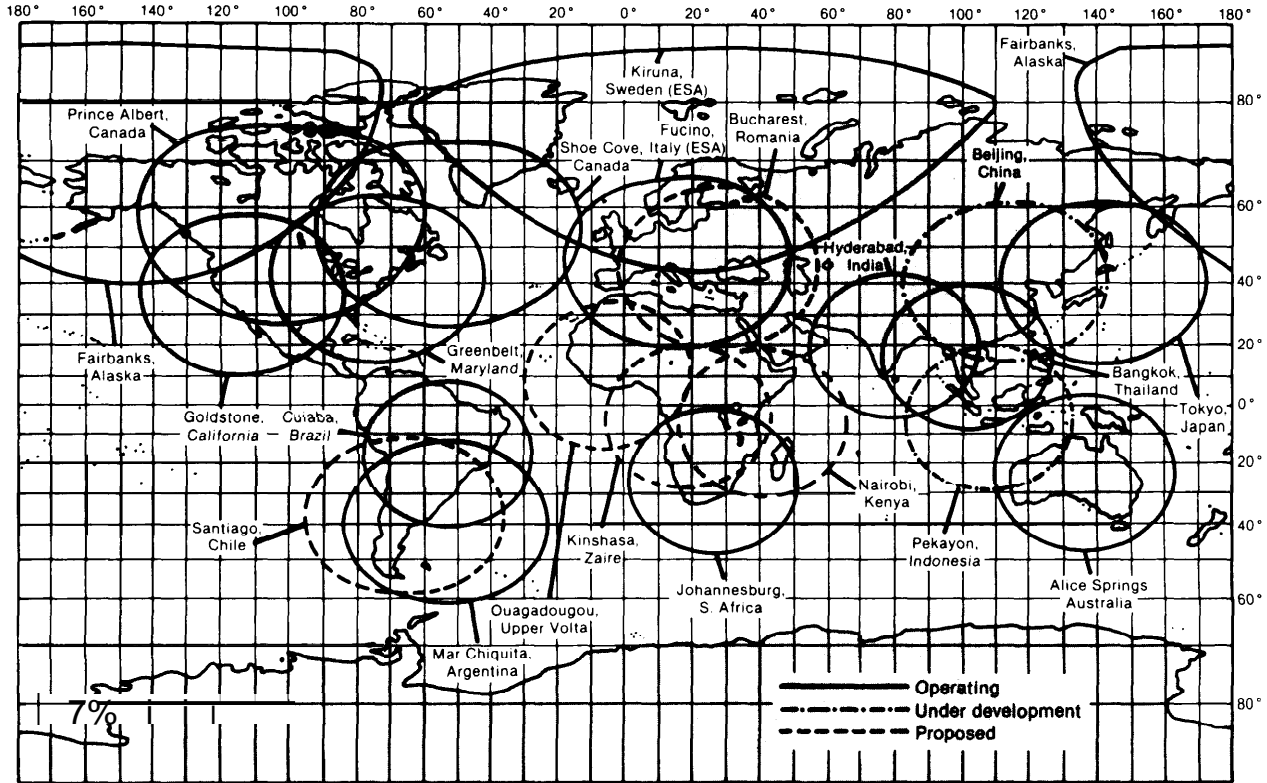 180° 160 140 120 100 80 60 40 20 0° 20 40 60 80 100 120 140 160 180°
Fairbanks,
Alaska
Kiruna,
Sweden (ESA)
Prince Albert,
Canada
80°
Bucharest,
Romania
Fucino,
Italy (ESA)
Shoe Cove,
Canada
Beijing,
China
60°
Hyderabad,
India
40°
20°
Fairbanks,
Alaska
Greenbelt,
Maryland
Bangkok,
Thailand
Goldstone,
California
Cuiaba,
Brazil
0°
Tokyo,
Japan
20°
Nairobi,
Kenya
Santiago,
Chile
40°
Kinshasa,
Zaire
Pekayon,
Indonesia
Johannesburg,
S. Africa
Alice Springs
Australia
Ouagadougou,
Upper Volta
60°
Mar Chiquita,
Argentina
Operating
7%
80°
Under development
Proposed